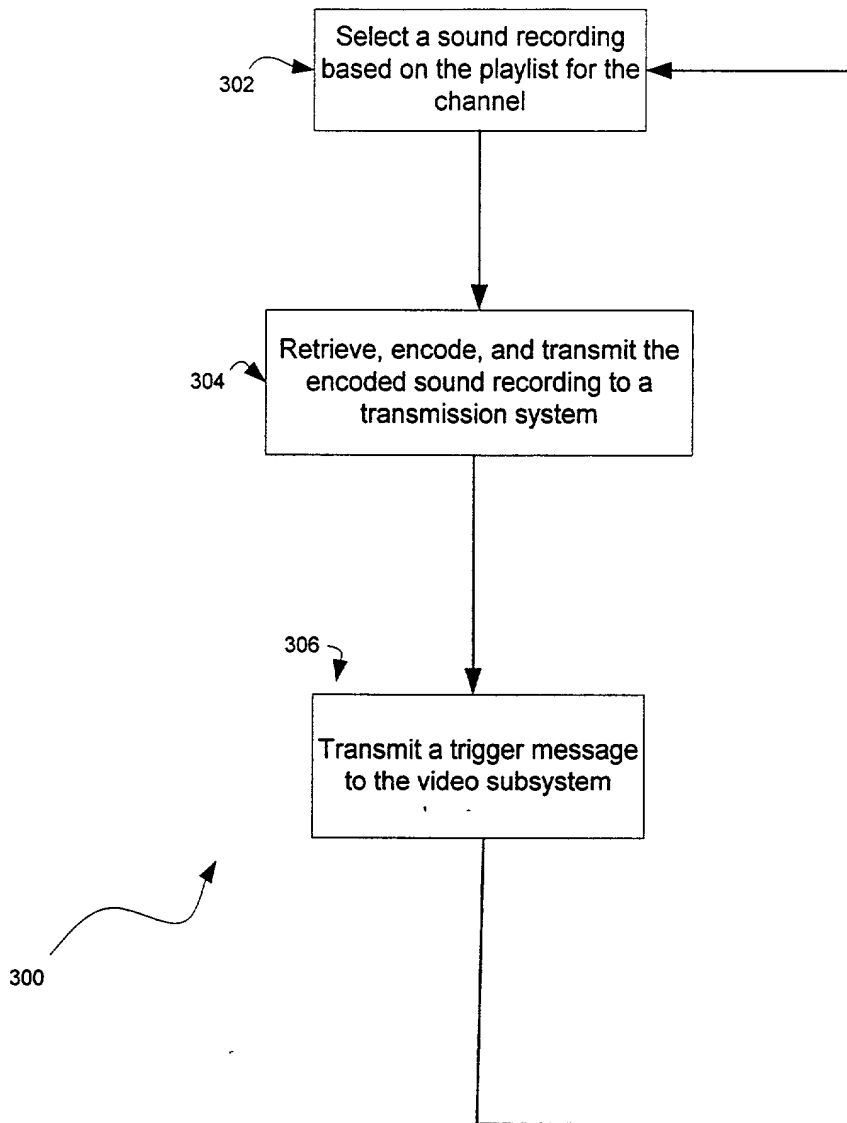 302
Select a sound recording
based on the playlist for the
channel
304
Retrieve, encode, and transmit the
encoded sound recording to a
transmission system
306
Transmit a trigger message
to the video subsystem
300